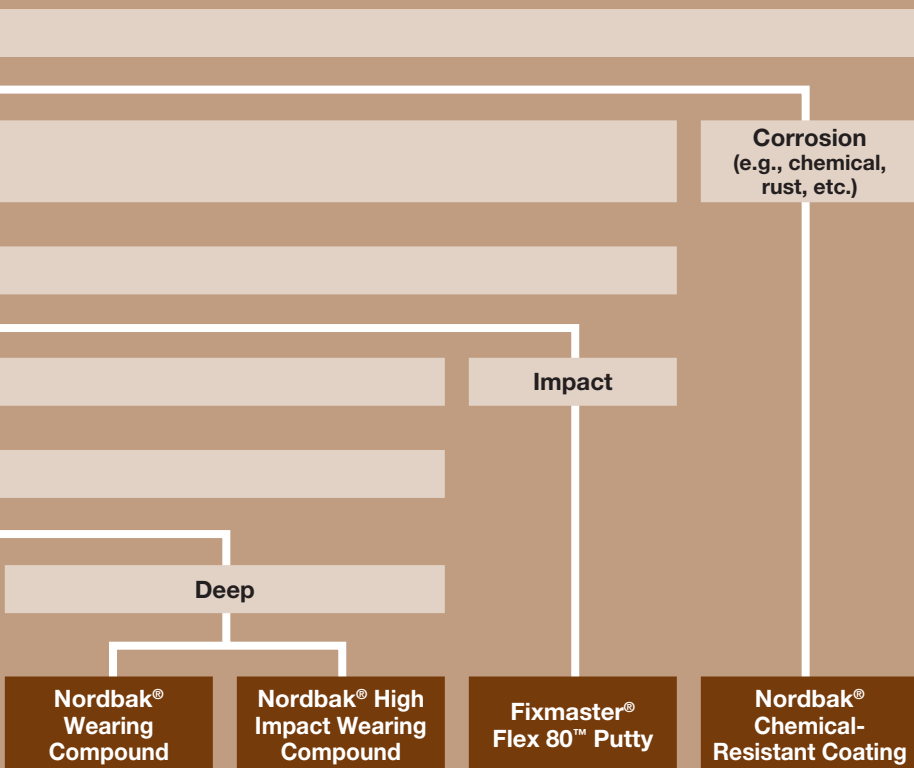 Corrosion
(e.g., chemical,
rust, etc.)
Impact
Deep
Nordbak®
Wearing
Compound
Nordbak® High
Impact Wearing
Compound
Fixmaster®
Flex 80™ Putty
Nordbak®
Chemical-
Resistant Coating